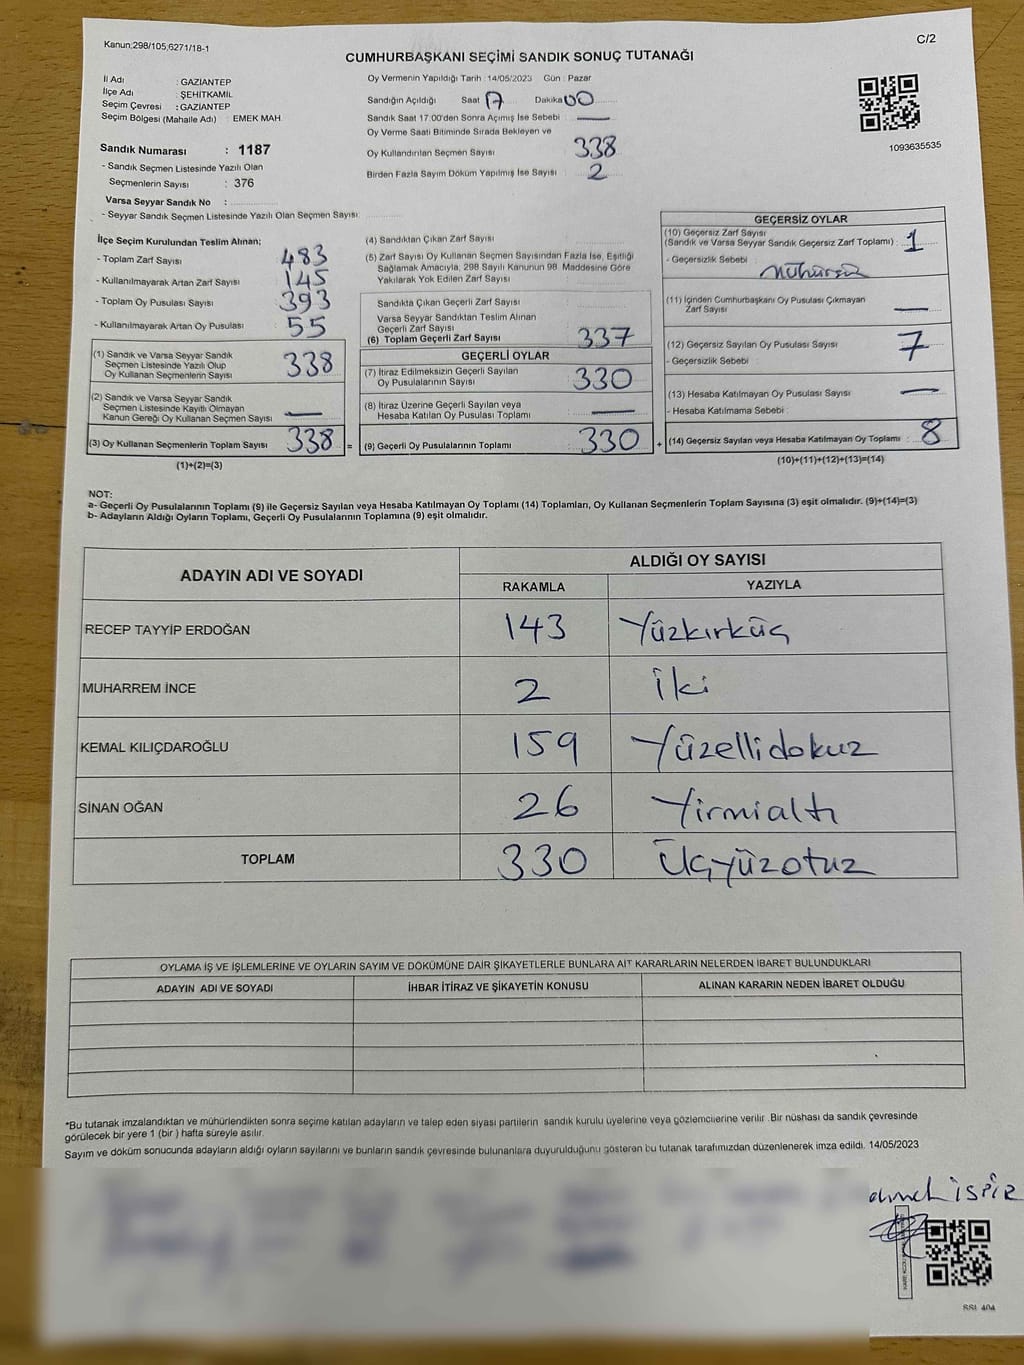 Kanun;298/105;6271/18-1
C/2
CUMHURBAŞKANI SEÇİMİ SANDIK SONUÇ TUTANAĞI
İl Adı : GAZİANTEP
İlçe Adı : ŞEHİTKAMİL
Seçim Çevresi : GAZİANTEP
Seçim Bölgesi (Mahalle Adı) : EMEK MAH.
Sandık Numarası : 1187
- Sandık Seçmen Listesinde Yazılı Olan
Seçmenlerin Sayısı : 376
Varsa Seyyar Sandık No :
- Seyyar Sandık Seçmen Listesinde Yazılı Olan Seçmen Sayısı:
Oy Vermenin Yapıldığı Tarih : 14/05/2023 Gün : Pazar
Sandığın Açıldığı Saat 17 Dakika 00
Sandık Saat 17:00'den Sonra Açımış İse Sebebi : —
Oy Verme Saati Bitiminde Sırada Bekleyen ve
Oy Kullandırılan Seçmen Sayısı : 338
Birden Fazla Sayım Döküm Yapılmış İse Sayısı : 2
1093635535
İlçe Seçim Kurulundan Teslim Alınan;
- Toplam Zarf Sayısı : 483
- Kullanılmayarak Artan Zarf Sayısı : 145
- Toplam Oy Pusulası Sayısı : 393
- Kullanılmayarak Artan Oy Pusulası : 55
(1) Sandık ve Varsa Seyyar Sandık
Seçmen Listesinde Yazılı Olup
Oy Kullanan Seçmenlerin Sayısı : 338
(2) Sandık ve Varsa Seyyar Sandık
Seçmen Listesinde Kayıtlı Olmayan
Kanun Gereği Oy Kullanan Seçmen Sayısı : —
(3) Oy Kullanan Seçmenlerin Toplam Sayısı : 338 =
(1)+(2)=(3)
(4) Sandıktan Çıkan Zarf Sayısı :
(5) Zarf Sayısı Oy Kullanan Seçmen Sayısından Fazla İse, Eşitliği
Sağlamak Amacıyla, 298 Sayılı Kanunun 98. Maddesine Göre
Yakılarak Yok Edilen Zarf Sayısı :
Sandıkta Çıkan Geçerli Zarf Sayısı :
Varsa Seyyar Sandıktan Teslim Alınan
Geçerli Zarf Sayısı :
(6) Toplam Geçerli Zarf Sayısı : 337
GEÇERLİ OYLAR
(7) İtiraz Edilmeksizin Geçerli Sayılan
Oy Pusulalarının Sayısı : 330
(8) İtiraz Üzerine Geçerli Sayılan veya
Hesaba Katılan Oy Pusulası Toplamı : —
(9) Geçerli Oy Pusulalarının Toplamı : 330 +
GEÇERSİZ OYLAR
(10) Geçersiz Zarf Sayısı
(Sandık ve Varsa Seyyar Sandık Geçersiz Zarf Toplamı) : 1
- Geçersizlik Sebebi : Mühürsüz
(11) İçinden Cumhurbaşkanı Oy Pusulası Çıkmayan
Zarf Sayısı : —
(12) Geçersiz Sayılan Oy Pusulası Sayısı : 7
- Geçersizlik Sebebi :
(13) Hesaba Katılmayan Oy Pusulası Sayısı : —
- Hesaba Katılmama Sebebi :
(14) Geçersiz Sayılan veya Hesaba Katılmayan Oy Toplamı : 8
(10)+(11)+(12)+(13)=(14)
NOT:
a- Geçerli Oy Pusulalarının Toplamı (9) ile Geçersiz Sayılan veya Hesaba Katılmayan Oy Toplamı (14) Toplamları, Oy Kullanan Seçmenlerin Toplam Sayısına (3) eşit olmalıdır. (9)+(14)=(3)
b- Adayların Aldığı Oyların Toplamı, Geçerli Oy Pusulalarının Toplamına (9) eşit olmalıdır.
ADAYIN ADI VE SOYADI
ALDIĞI OY SAYISI
RAKAMLA YAZIYLA
RECEP TAYYİP ERDOĞAN 143 Yüzkırküç
MUHARREM İNCE 2 İki
KEMAL KILIÇDAROĞLU 159 Yüzellidokuz
SİNAN OĞAN 26 Yirmialtı
TOPLAM 330 Üçyüzotuz
OYLAMA İŞ VE İŞLEMLERİNE VE OYLARIN SAYIM VE DÖKÜMÜNE DAİR ŞİKAYETLERLE BUNLARA AİT KARARLARIN NELERDEN İBARET BULUNDUKLARI
ADAYIN ADI VE SOYADI İHBAR İTİRAZ VE ŞİKAYETİN KONUSU ALINAN KARARIN NEDEN İBARET OLDUĞU
*Bu tutanak imzalandıktan ve mühürlendikten sonra seçime katılan adayların ve talep eden siyasi partilerin sandık kurulu üyelerine veya gözlemcilerine verilir .Bir nüshası da sandık çevresinde
görülecek bir yere 1 (bir ) hafta süreyle asılır.
Sayım ve döküm sonucunda adayların aldığı oyların sayılarını ve bunların sandık çevresinde bulunanlara duyurulduğunu gösteren bu tutanak tarafımızdan düzenlenerek imza edildi. 14/05/2023
ahmet İSPİR
SSL 404